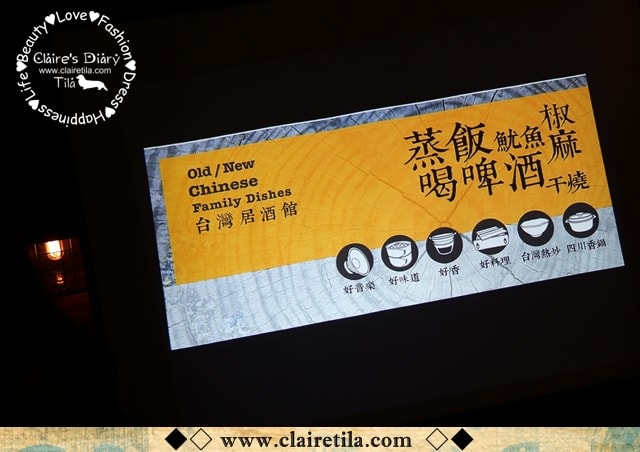 Life♥Beauty♥Love♥Fashion♥Dress♥Happiness♥
Claire's Diary
www.clairetila.com
Tila
Old / New
Chinese
Family Dishes
台灣居酒館
蒸飯魷魚椒麻
喝啤酒干燒
好音樂
好味道
好香
好料理
台灣熱炒
四川香鍋
www.clairetila.com